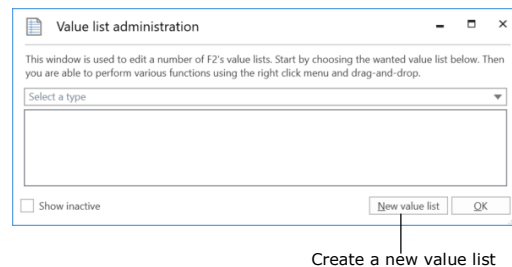 Value list administration
This window is used to edit a number of F2's value lists. Start by choosing the wanted value list below. Then
you are able to perform various functions using the right click menu and drag-and-drop.
Select a type
Show inactive
New value list
OK
Create a new value list